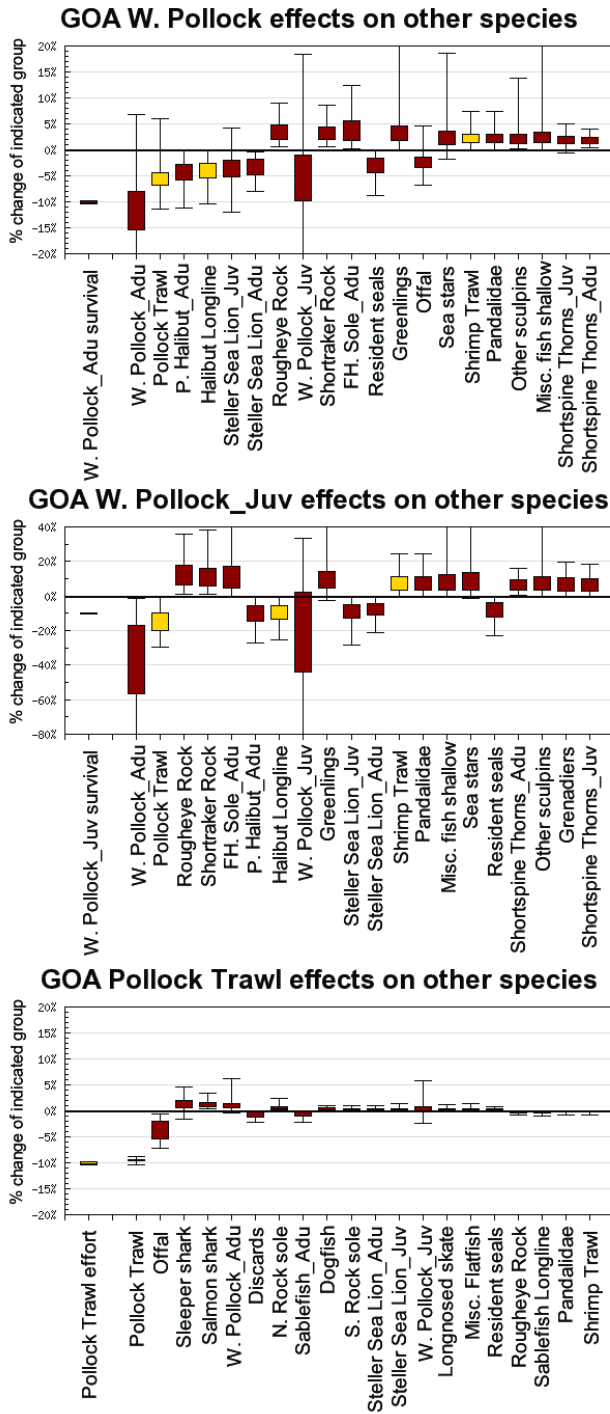 GOA W. Pollock effects on other species
% change of indicated group
20%
15%
10%
5%
0%
-5%
-10%
-15%
-20%
W. Pollock_Adu survival
W. Pollock_Adu
Pollock Trawl
P. Halibut_Adu
Halibut Longline
Steller Sea Lion_Juv
Steller Sea Lion_Adu
Rougheye Rock
W. Pollock_Juv
Shortraker Rock
FH. Sole_Adu
Resident seals
Greenlings
Offal
Sea stars
Shrimp Trawl
Pandalidae
Other sculpins
Misc. fish shallow
Shortspine Thorns_Juv
Shortspine Thorns_Adu
GOA W. Pollock_Juv effects on other species
% change of indicated group
40%
20%
0%
-20%
-40%
-60%
-80%
W. Pollock_Juv survival
W. Pollock_Adu
Pollock Trawl
Rougheye Rock
Shortraker Rock
FH. Sole_Adu
P. Halibut_Adu
Halibut Longline
W. Pollock_Juv
Greenlings
Steller Sea Lion_Juv
Steller Sea Lion_Adu
Shrimp Trawl
Pandalidae
Misc. fish shallow
Sea stars
Resident seals
Shortspine Thorns_Adu
Other sculpins
Grenadiers
Shortspine Thorns_Juv
GOA Pollock Trawl effects on other species
% change of indicated group
20%
15%
10%
5%
0%
-5%
-10%
-15%
-20%
Pollock Trawl effort
Pollock Trawl
Offal
Sleeper shark
Salmon shark
W. Pollock_Adu
Discards
N. Rock sole
Sablefish_Adu
Dogfish
S. Rock sole
Steller Sea Lion_Adu
Steller Sea Lion_Juv
W. Pollock_Juv
Longnosed skate
Misc. Flatfish
Resident seals
Rougheye Rock
Sablefish Longline
Pandalidae
Shrimp Trawl